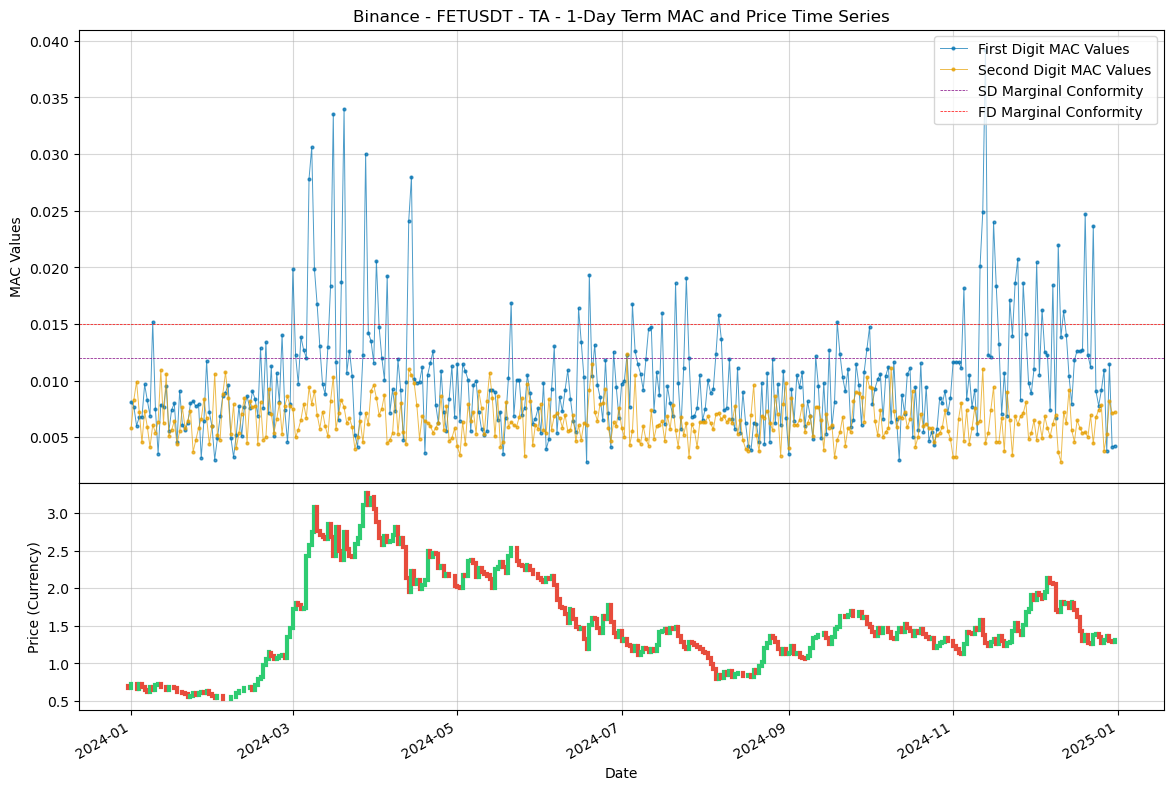 Binance - FETUSDT - TA - 1-Day Term MAC and Price Time Series
MAC Values
0.040
0.035
0.030
0.025
0.020
0.015
0.010
0.005
First Digit MAC Values
Second Digit MAC Values
SD Marginal Conformity
FD Marginal Conformity
Price (Currency)
3.0
2.5
2.0
1.5
1.0
0.5
2024-01
2024-03
2024-05
2024-07
2024-09
2024-11
2025-01
Date